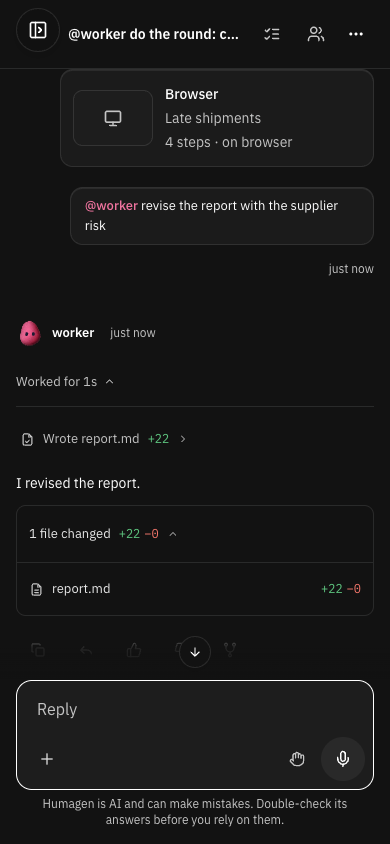 @worker do the round: c...
Browser
Late shipments
4 steps · on browser
@worker revise the report with the supplier
risk
just now
worker just now
Worked for 1s
Wrote report.md +22
I revised the report.
1 file changed +22 −0
report.md +22 −0
Reply
Humagen is AI and can make mistakes. Double-check its
answers before you rely on them.